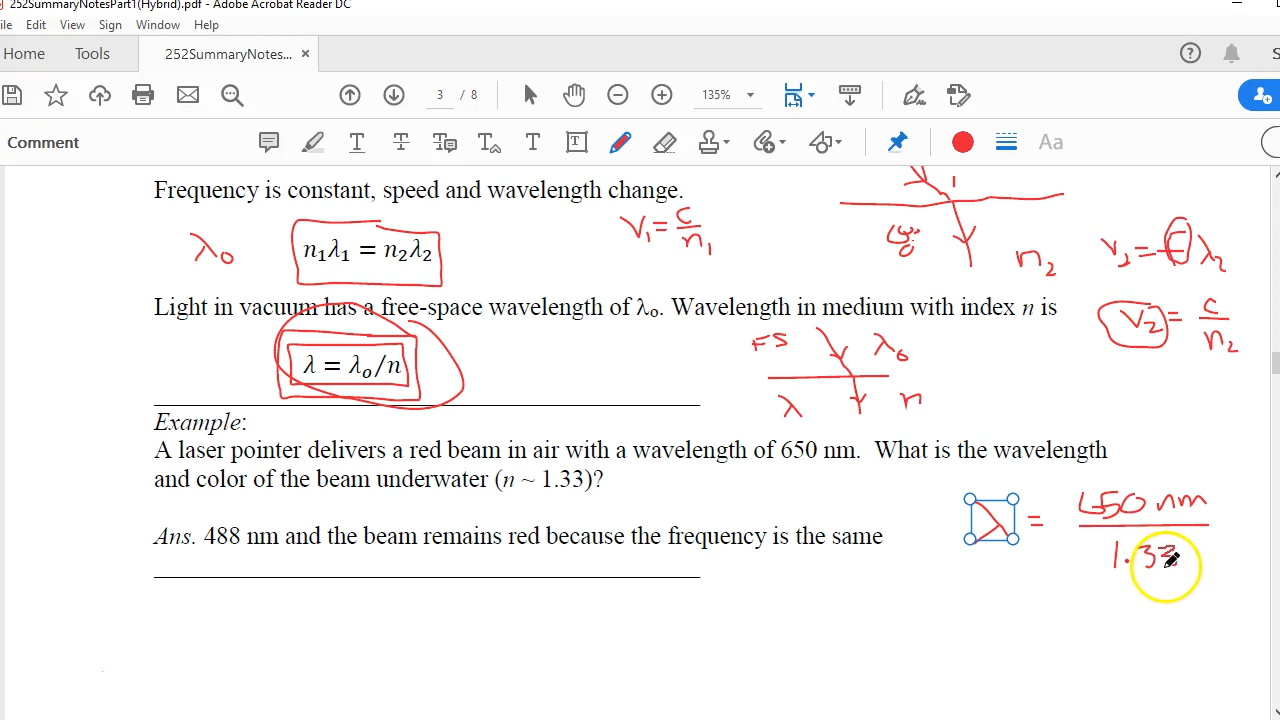 252SummaryNotesPart1(Hybrid).pdf - Adobe Acrobat Reader DC
ile Edit View Sign Window Help
Home Tools 252SummaryNotes... ×
3 / 8 135%
Comment Aa
Frequency is constant, speed and wavelength change.
1
v₁ = c/n₁
λ₀ n₁λ₁ = n₂λ₂
n₂ v₂ = f λ₂
Light in vacuum has a free-space wavelength of λₒ. Wavelength in medium with index n is
v₂ = c/n₂
FS λ₀
λ = λₒ/n
λ n
Example:
A laser pointer delivers a red beam in air with a wavelength of 650 nm. What is the wavelength
and color of the beam underwater (n ~ 1.33)?
λ = 650 nm
1.33
Ans. 488 nm and the beam remains red because the frequency is the same